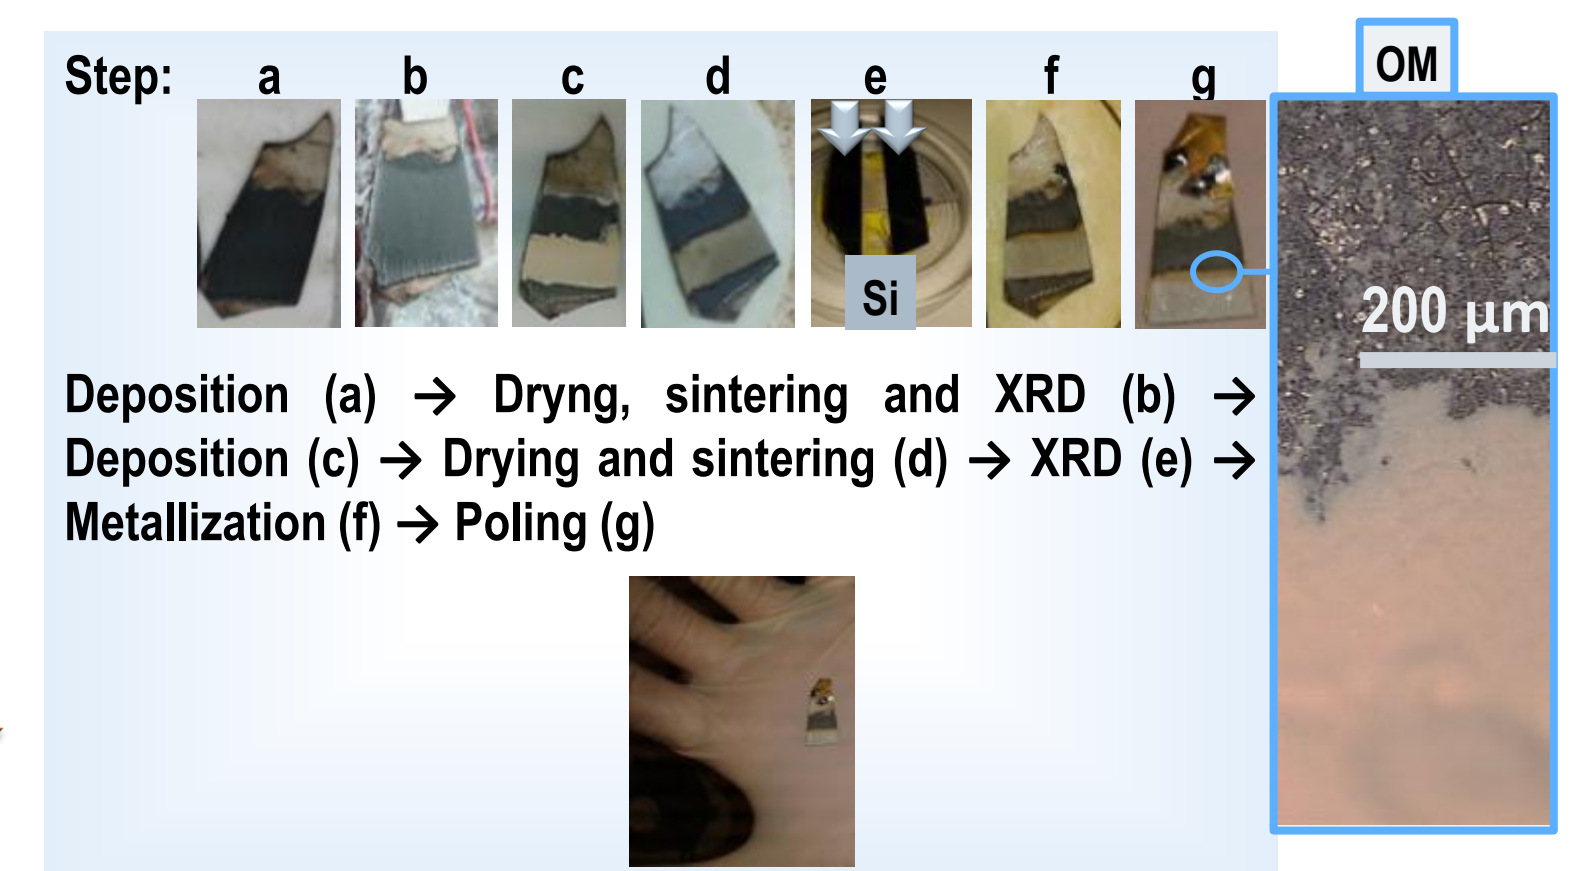 Step: a b c d e f g
OM
Si
200 µm
Deposition (a) → Dryng, sintering and XRD (b) →
Deposition (c) → Drying and sintering (d) → XRD (e) →
Metallization (f) → Poling (g)